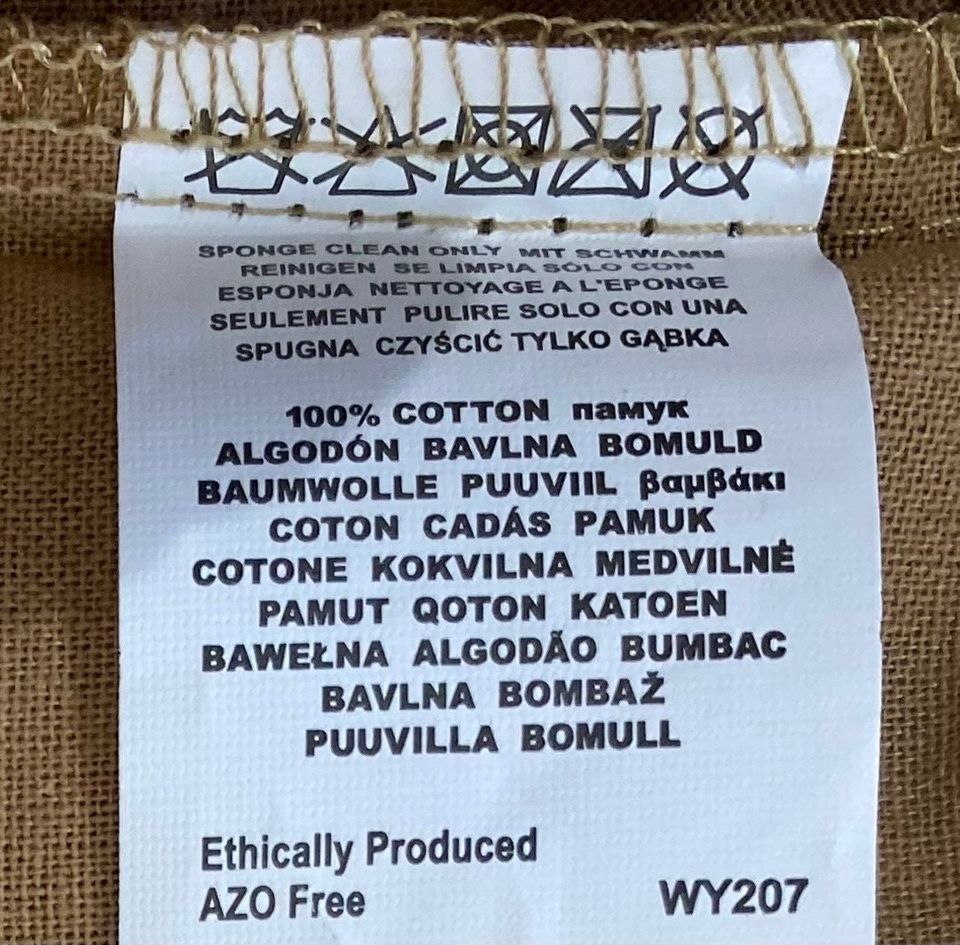 SPONGE CLEAN ONLY MIT SCHWAMM
REINIGEN SE LIMPIA SÓLO CON
ESPONJA NETTOYAGE A L'EPONGE
SEULEMENT PULIRE SOLO CON UNA
SPUGNA CZYŚCIĆ TYLKO GĄBKA
100% COTTON памук
ALGODÓN BAVLNA BOMULD
BAUMWOLLE PUUVIIL βαμβάκι
COTON CADÁS PAMUK
COTONE KOKVILNA MEDVILNĖ
PAMUT QOTON KATOEN
BAWEŁNA ALGODÃO BUMBAC
BAVLNA BOMBAŽ
PUUVILLA BOMULL
Ethically Produced
AZO Free WY207